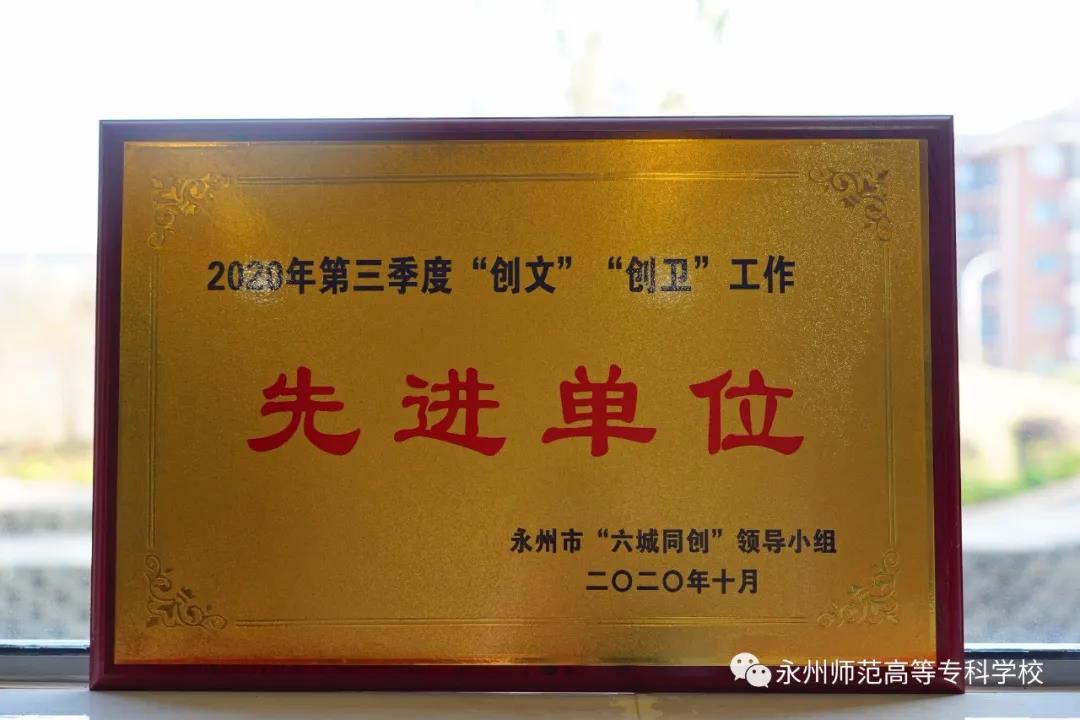 2020年第三季度“创文”“创卫”工作
先进单位
永州市“六城同创”领导小组
二〇二〇年十月
永州师范高等专科学校